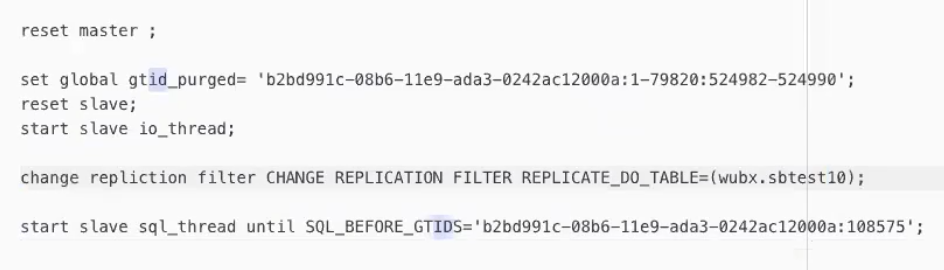 reset master ;
set global gtid_purged= 'b2bd991c-08b6-11e9-ada3-0242ac12000a:1-79820:524982-524990';
reset slave;
start slave io_thread;
change repliction filter CHANGE REPLICATION FILTER REPLICATE_DO_TABLE=(wubx.sbtest10);
start slave sql_thread until SQL_BEFORE_GTIDS='b2bd991c-08b6-11e9-ada3-0242ac12000a:108575';